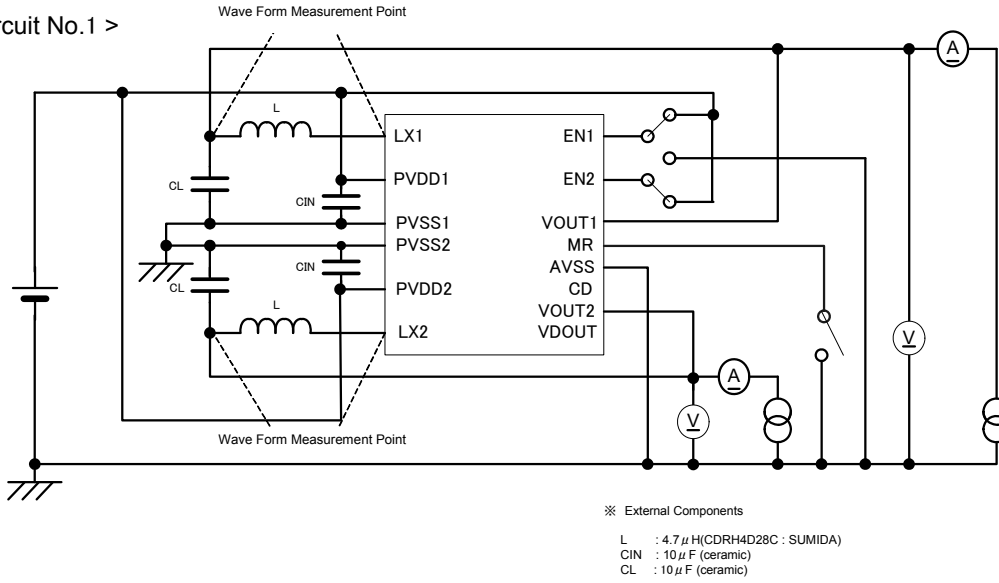 rcuit No.1 >
Wave Form Measurement Point
L
CL
CIN
CIN
CL
L
LX1
PVDD1
PVSS1
PVSS2
PVDD2
LX2
EN1
EN2
VOUT1
MR
AVSS
CD
VOUT2
VDOUT
A
V
A
V
Wave Form Measurement Point
※ External Components
L : 4.7μH(CDRH4D28C : SUMIDA)
CIN : 10μF (ceramic)
CL : 10μF (ceramic)